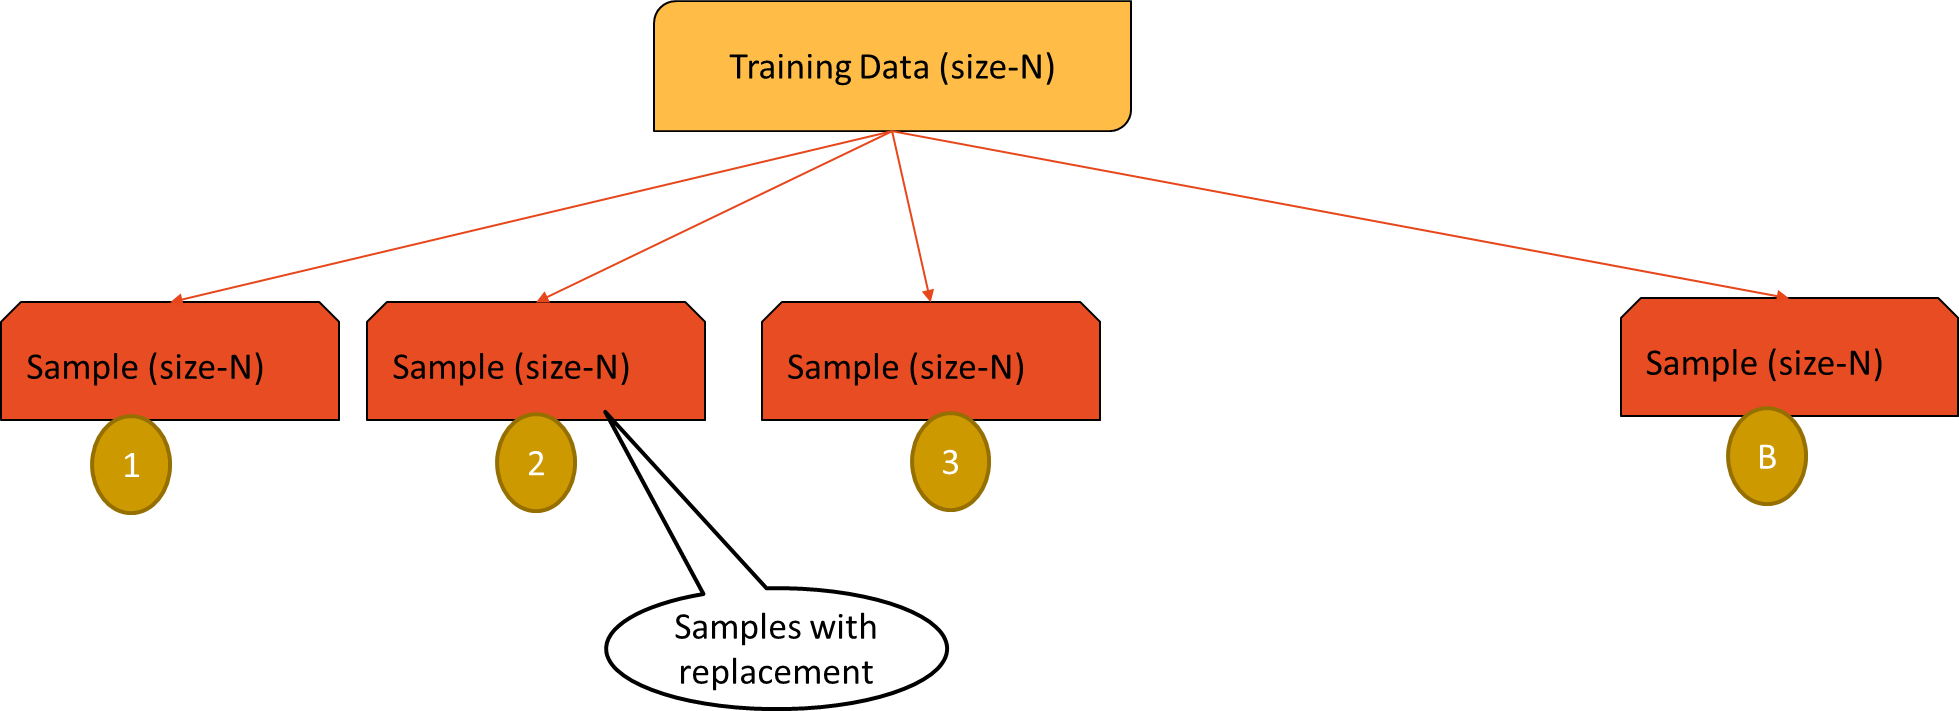 Training Data (size-N)
Sample (size-N)
Sample (size-N)
Sample (size-N)
Sample (size-N)
1
2
3
B
Samples with
replacement